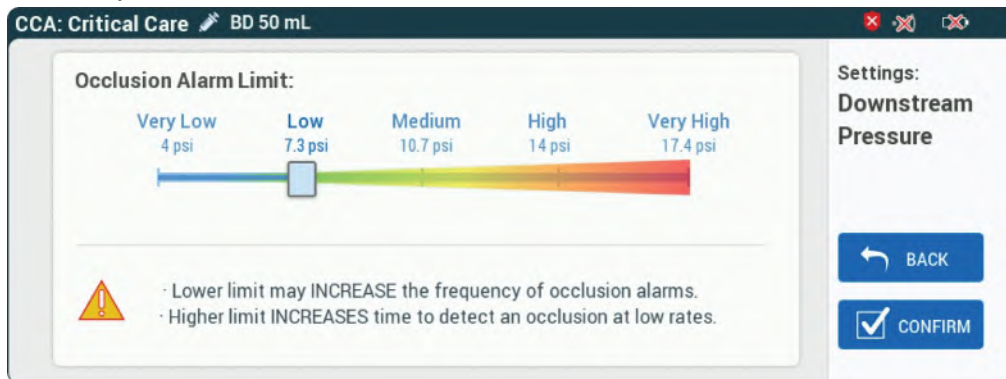 CCA: Critical Care BD 50 mL
Occlusion Alarm Limit:
Very Low Low Medium High Very High
4 psi 7.3 psi 10.7 psi 14 psi 17.4 psi
· Lower limit may INCREASE the frequency of occlusion alarms.
· Higher limit INCREASES time to detect an occlusion at low rates.
Settings:
Downstream
Pressure
BACK
CONFIRM